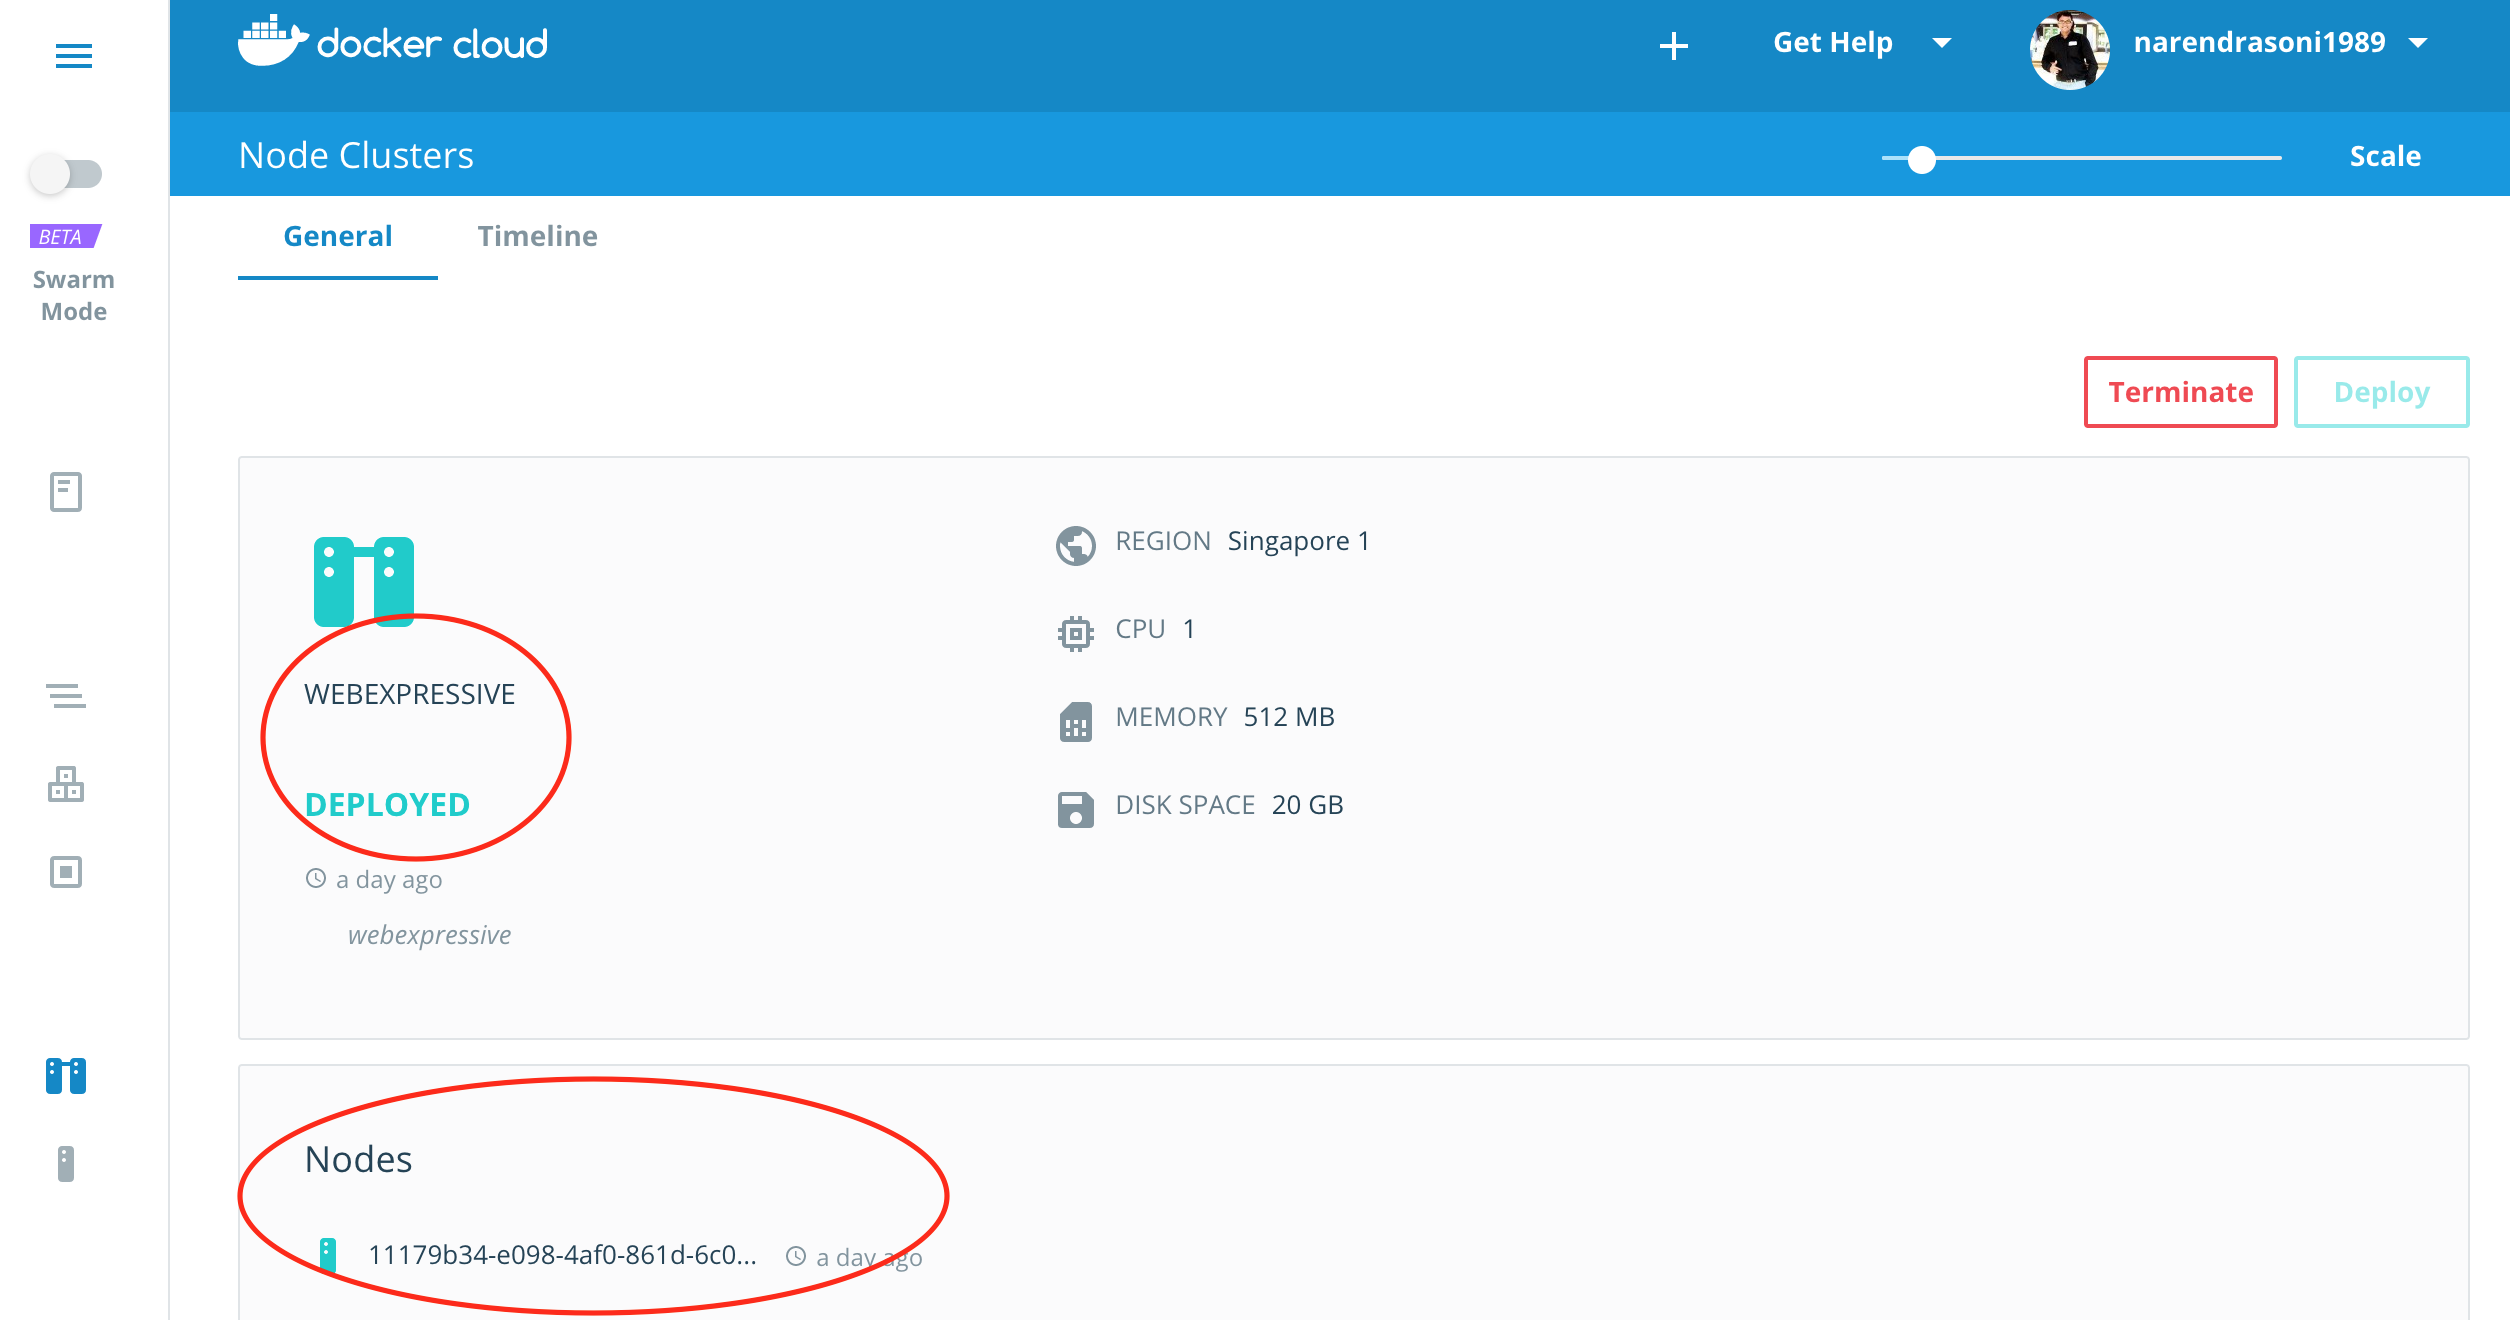 docker cloud
Get Help
narendrasoni1989
Node Clusters
Scale
BETA
Swarm
Mode
General
Timeline
Terminate
Deploy
WEBEXPRESSIVE
DEPLOYED
a day ago
webexpressive
REGION Singapore 1
CPU 1
MEMORY 512 MB
DISK SPACE 20 GB
Nodes
11179b34-e098-4af0-861d-6c0... a day ago